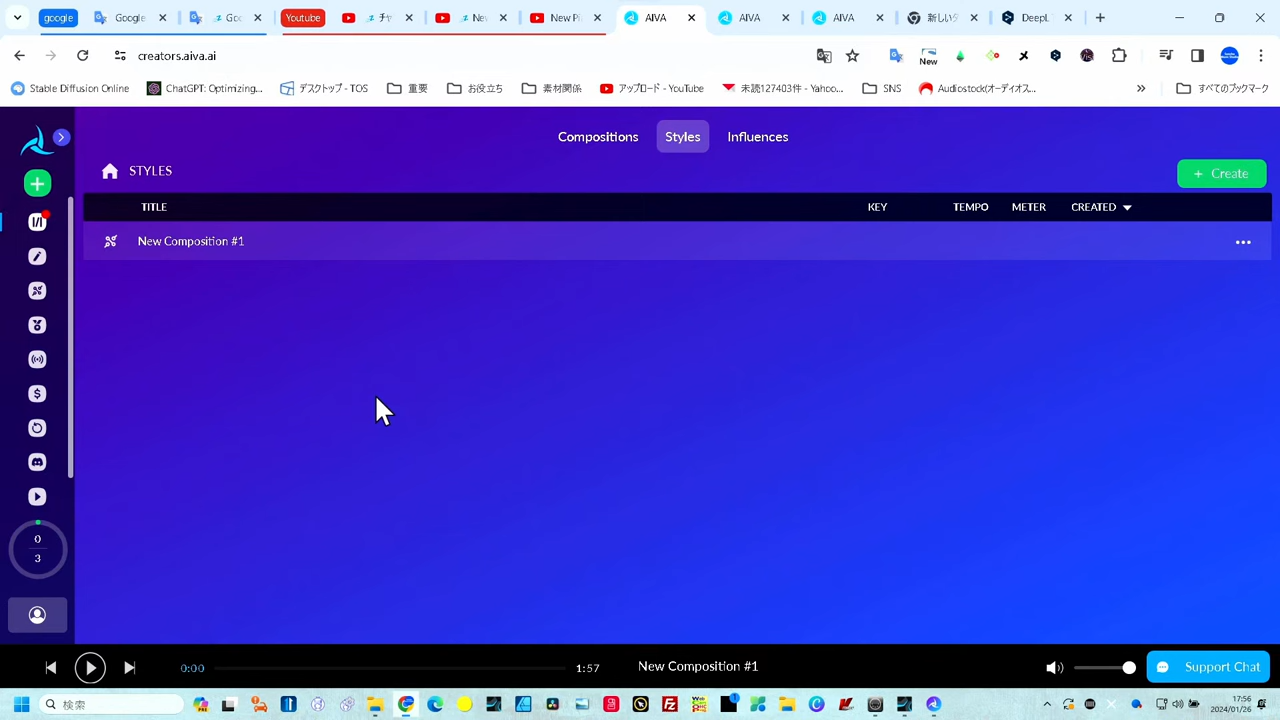 google
Google
Goo
Youtube
チャ
Nev
New R
AIVA
AIVA
AIVA
新しいタ
DeepL
creators.aiva.ai
New
Stable Diffusion Online
ChatGPT: Optimizing...
デスクトップ - TOS
重要
お役立ち
素材関係
アップロード - YouTube
未読127403件 - Yahoo...
SNS
Audiostock(オーディオス...
»
すべてのブックマーク
Compositions
Styles
Influences
STYLES
+ Create
TITLE
KEY
TEMPO
METER
CREATED
New Composition #1
0
3
0:00
1:57
New Composition #1
Support Chat
検索
17:56
2024/01/26